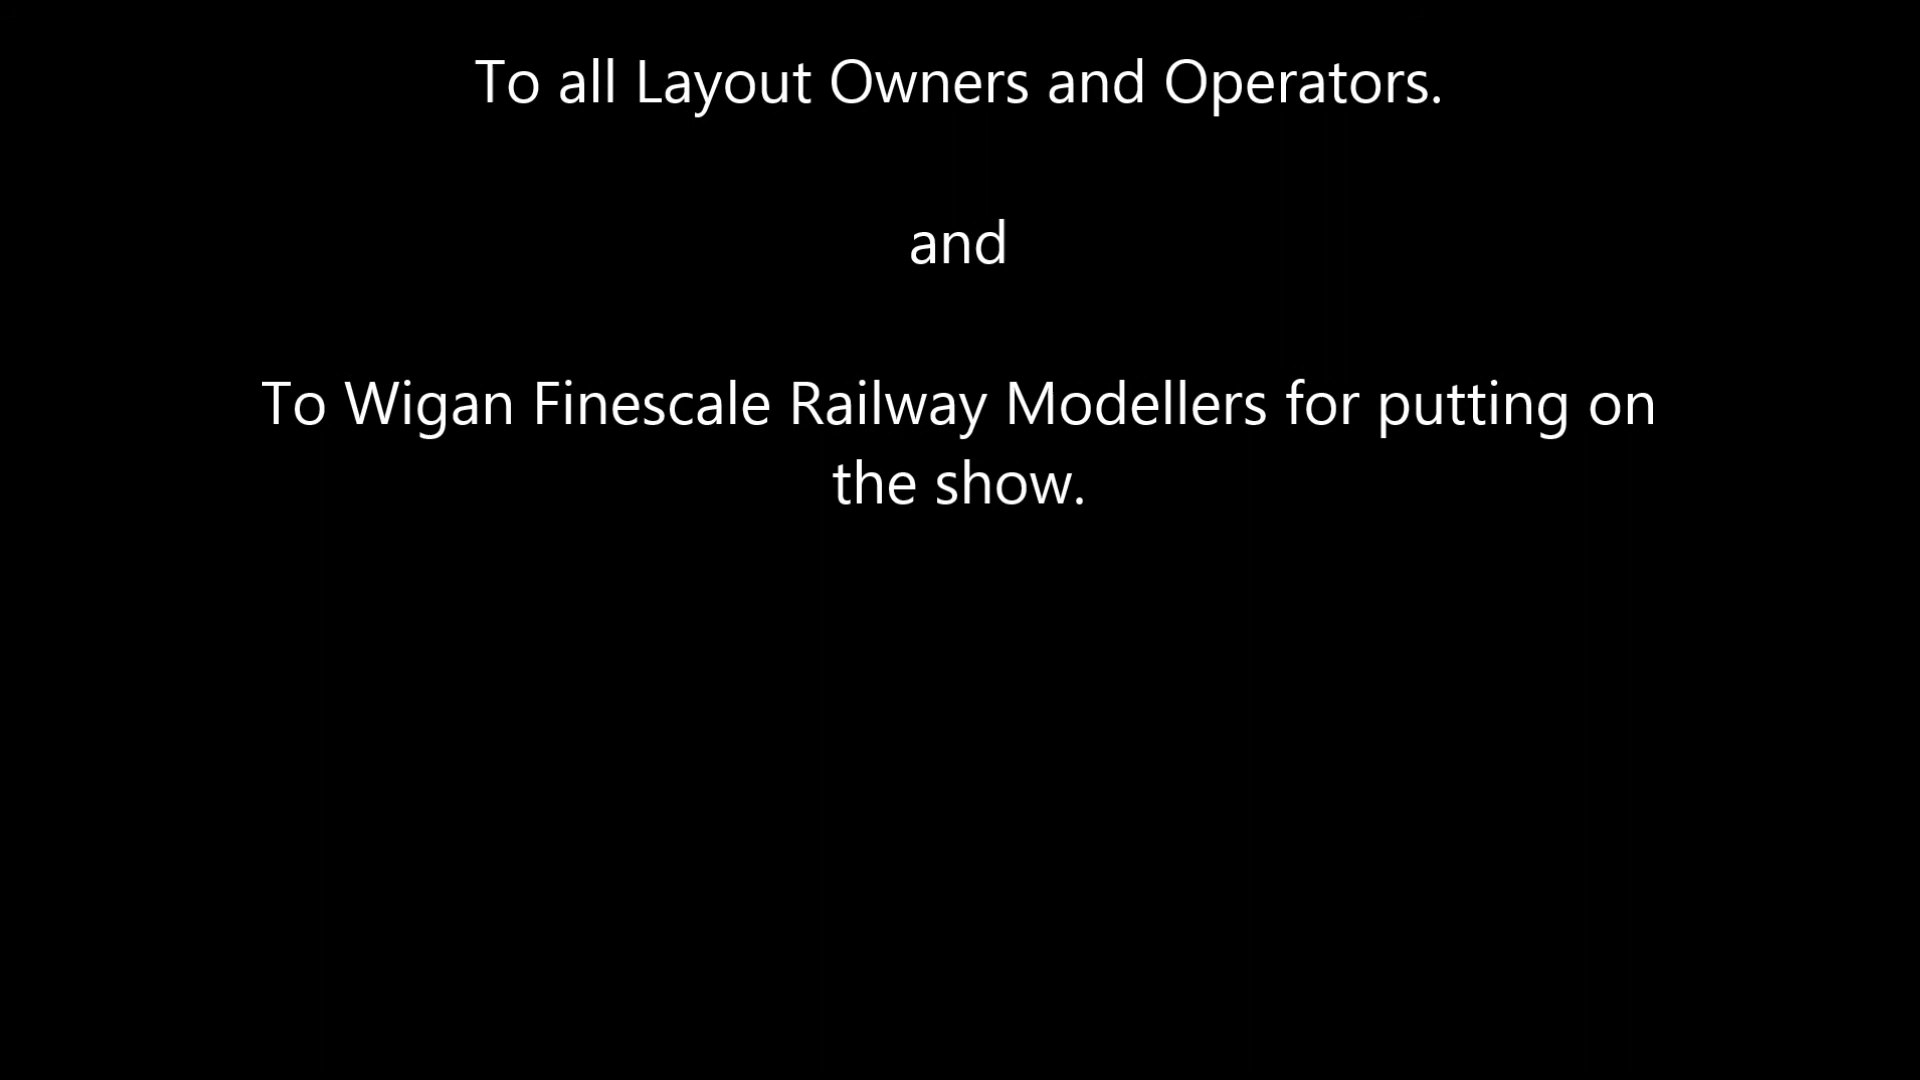 To all Layout Owners and Operators.
and
To Wigan Finescale Railway Modellers for putting on
the show.